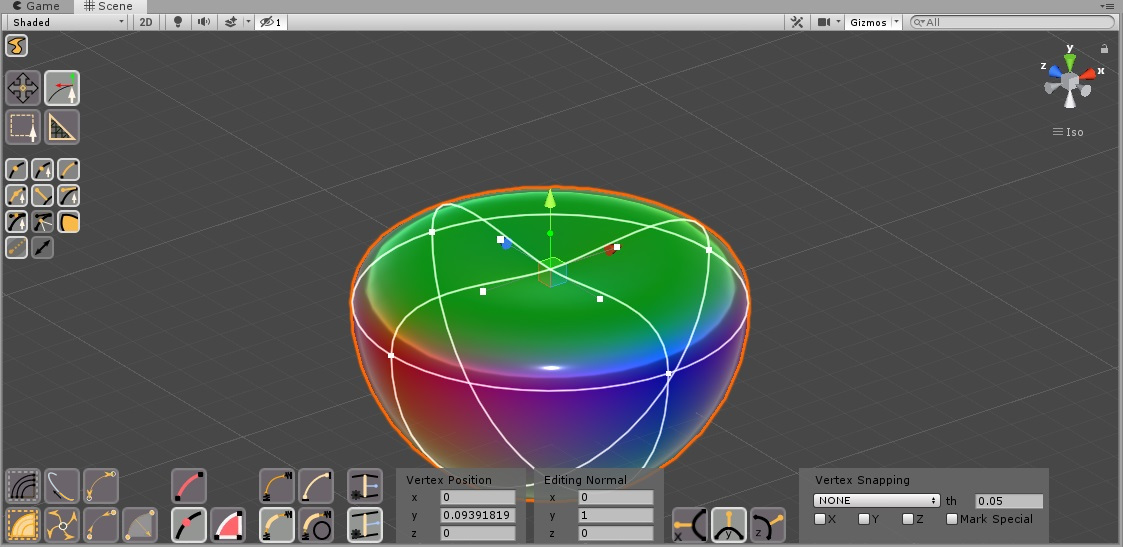 Game Scene
Shaded 2D 1 Gizmos All
y
z x
Iso
Vertex Position Editing Normal Vertex Snapping
x 0 x 0 NONE th 0.05
y 0.09391819 y 1 X Y Z Mark Special
z 0 z 0 x y z